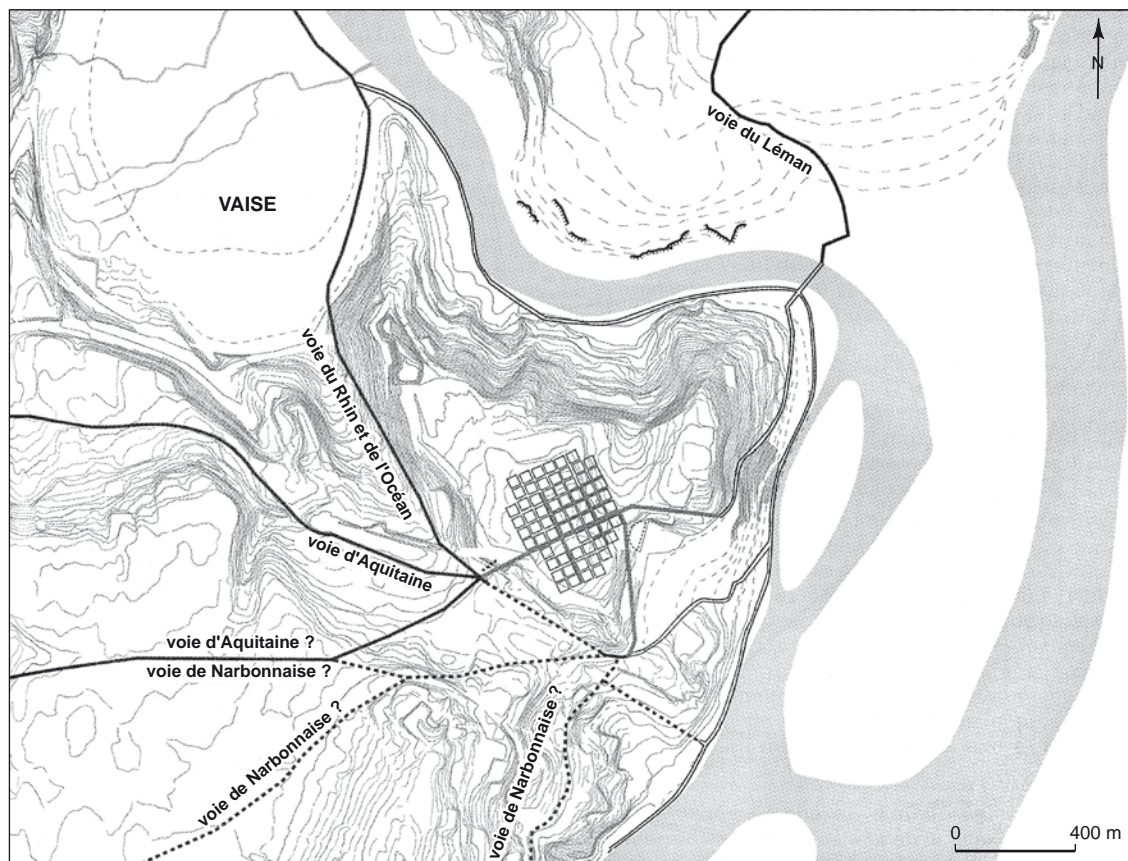 N
voie du Léman
VAISE
voie du Rhin et de l'Océan
voie d'Aquitaine
voie d'Aquitaine ?
voie de Narbonnaise ?
voie de Narbonnaise ?
voie de Narbonnaise ?
0 400 m